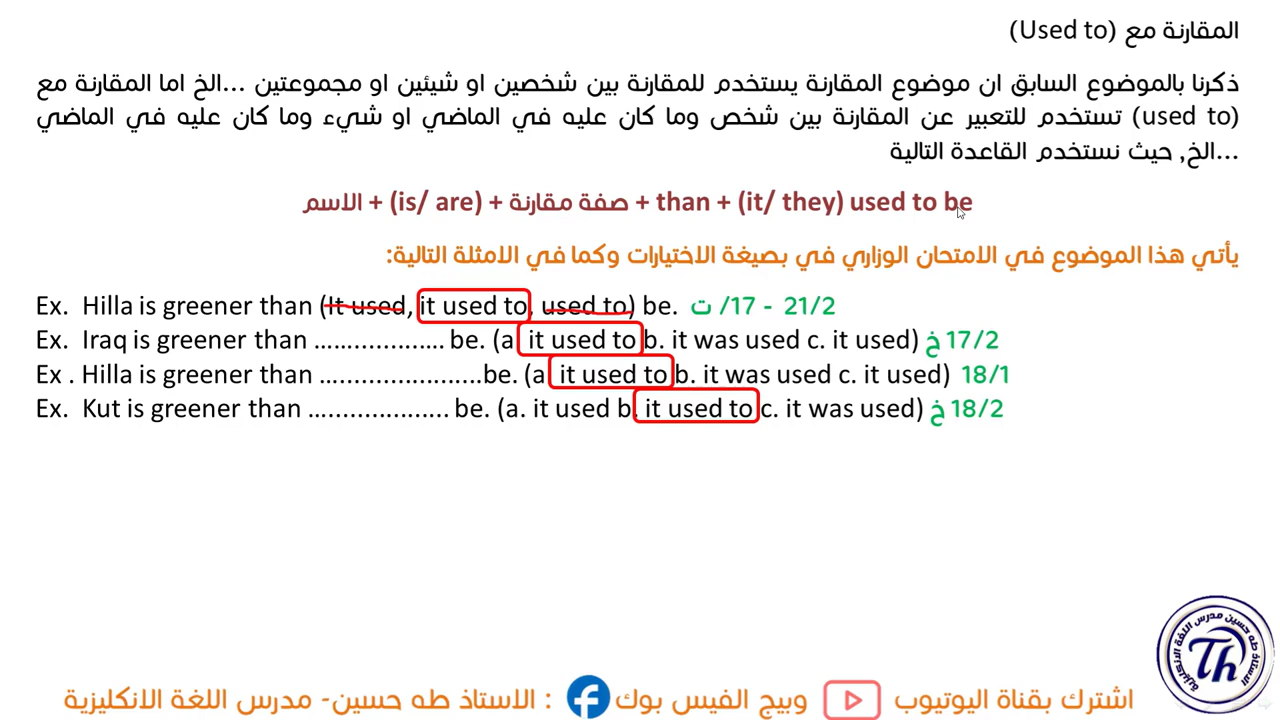 المقارنة مع (Used to)
ذكرنا بالموضوع السابق ان موضوع المقارنة يستخدم للمقارنة بين شخصين او شيئين او مجموعتين ...الخ اما المقارنة مع
(used to) تستخدم للتعبير عن المقارنة بين شخص وما كان عليه في الماضي او شيء وما كان عليه في الماضي
...الخ, حيث نستخدم القاعدة التالية
الاسم + (is/ are) + صفة مقارنة + than + (it/ they) used to be
يأتي هذا الموضوع في الامتحان الوزاري في بصيغة الاختيارات وكما في الامثلة التالية:
Ex. Hilla is greener than (It used, it used to, used to) be. ت /17 - 21/2
Ex. Iraq is greener than .................... be. (a it used to b. it was used c. it used) خ 17/2
Ex . Hilla is greener than .........................be. (a it used to b. it was used c. it used) 18/1
Ex. Kut is greener than ..................... be. (a. it used b. it used to c. it was used) خ 18/2
اشترك بقناة اليوتيوب وبيج الفيس بوك : الاستاذ طه حسين- مدرس اللغة الانكليزية
الاستاذ طه حسين مدرس اللغة الانكليزية
Th